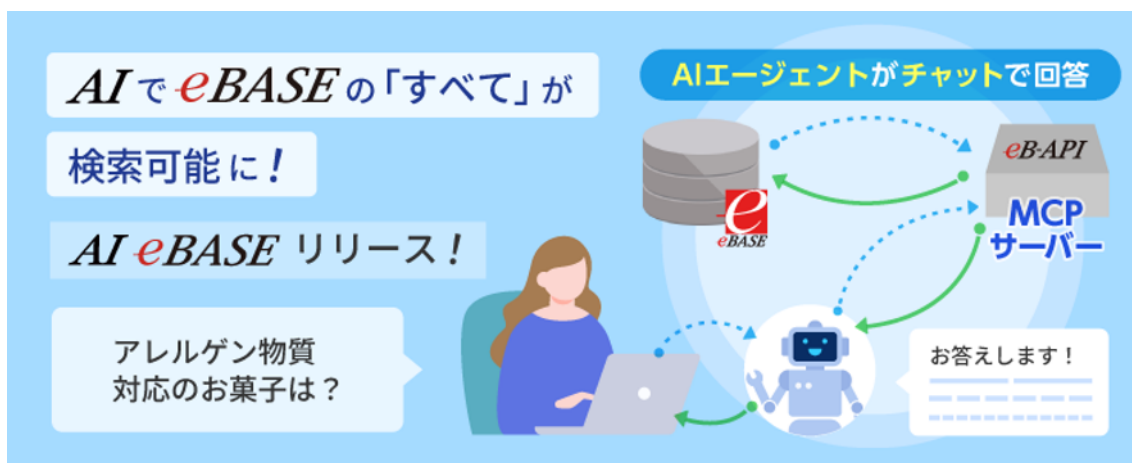 AIでeBASEの「すべて」が
検索可能に！
AI eBASE リリース！
アレルゲン物質
対応のお菓子は？
AIエージェントがチャットで回答
eBASE
eB-API
MCP
サーバー
お答えします！